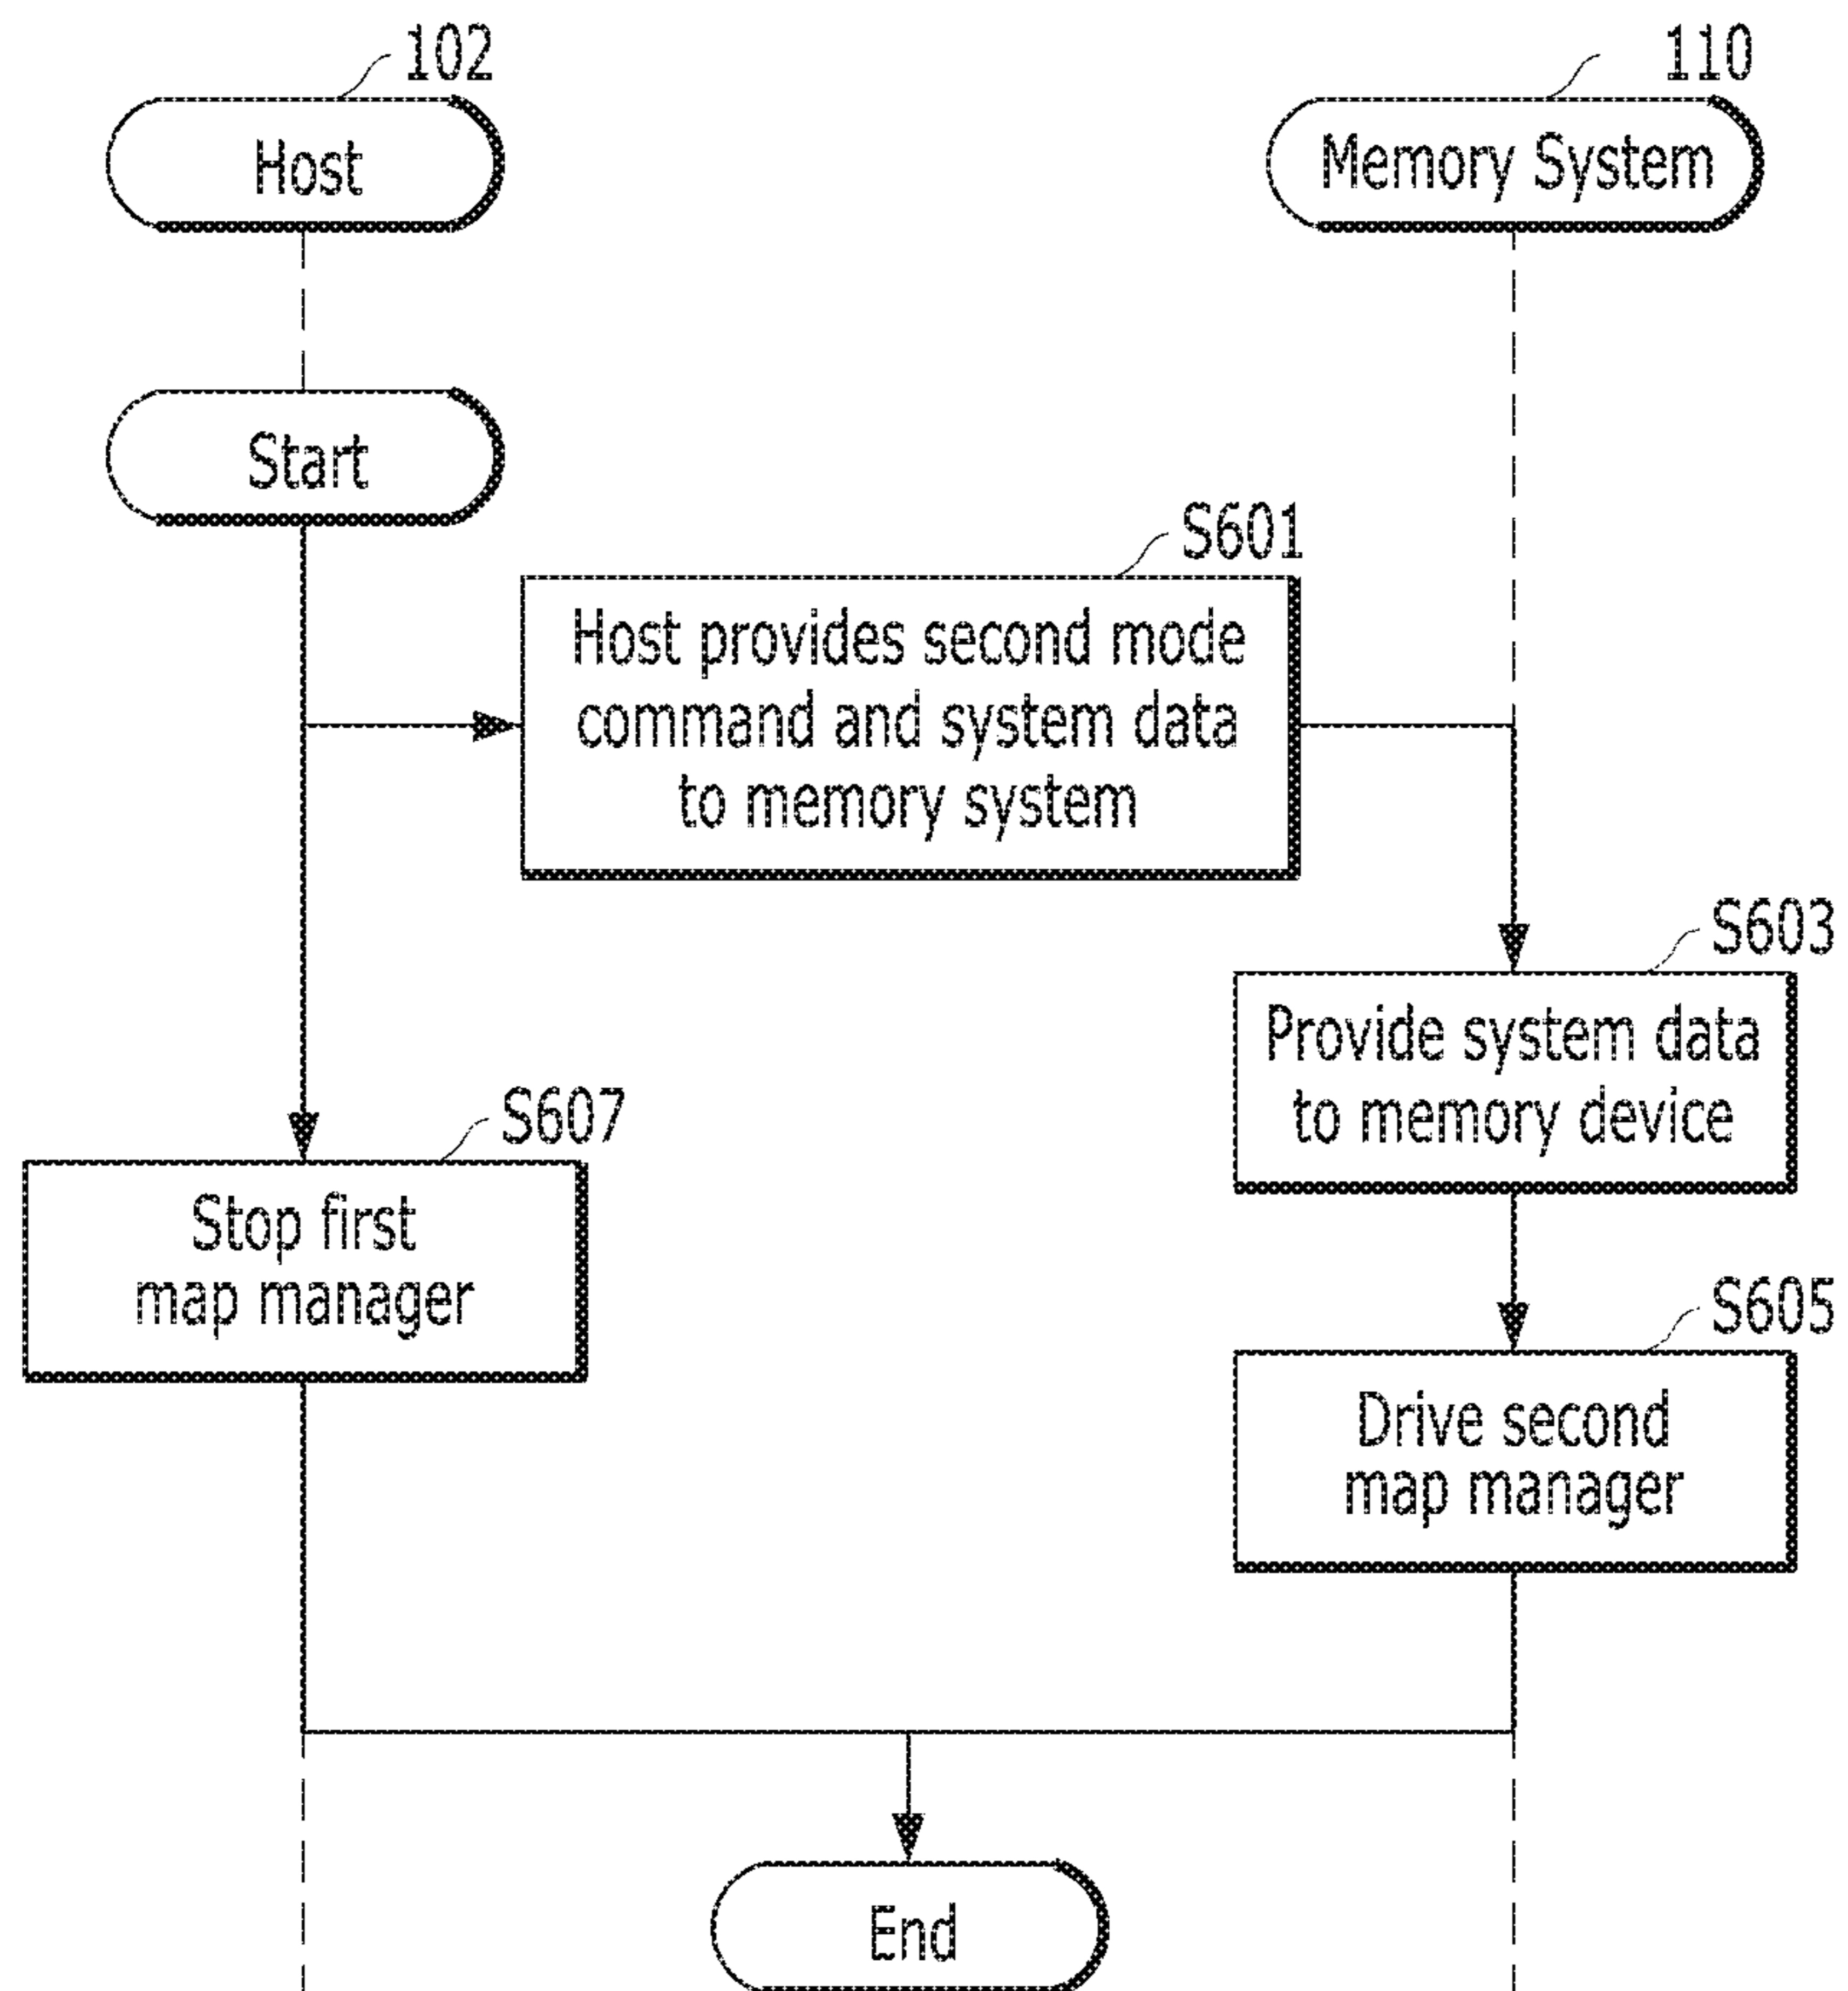 102
110
Host
Memory System
Start
S601
Host provides second mode
command and system data
to memory system
S603
Provide system data
to memory device
S607
Stop first
map manager
S605
Drive second
map manager
End